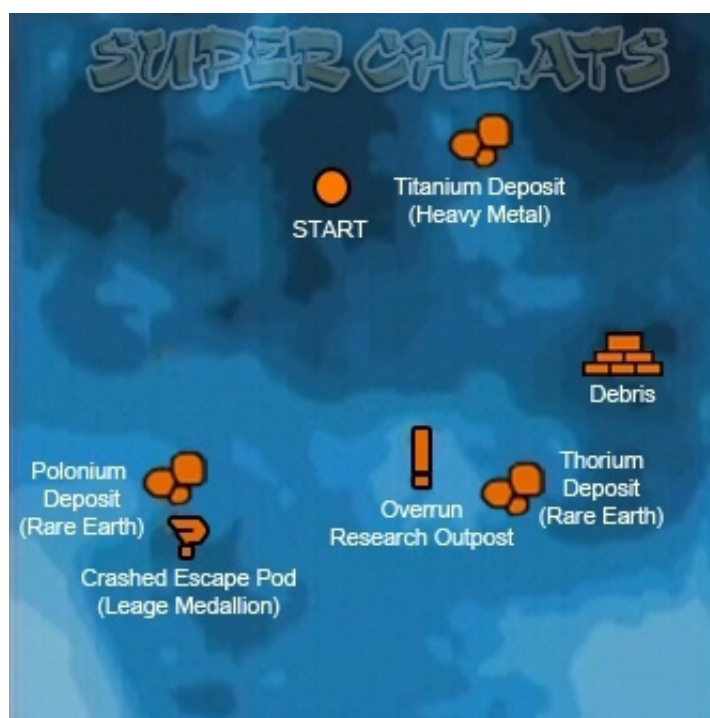 SUPER CHEATS
Titanium Deposit
(Heavy Metal)
START
Debris
Polonium
Deposit
(Rare Earth)
Thorium
Deposit
(Rare Earth)
Overrun
Research Outpost
Crashed Escape Pod
(Leage Medallion)